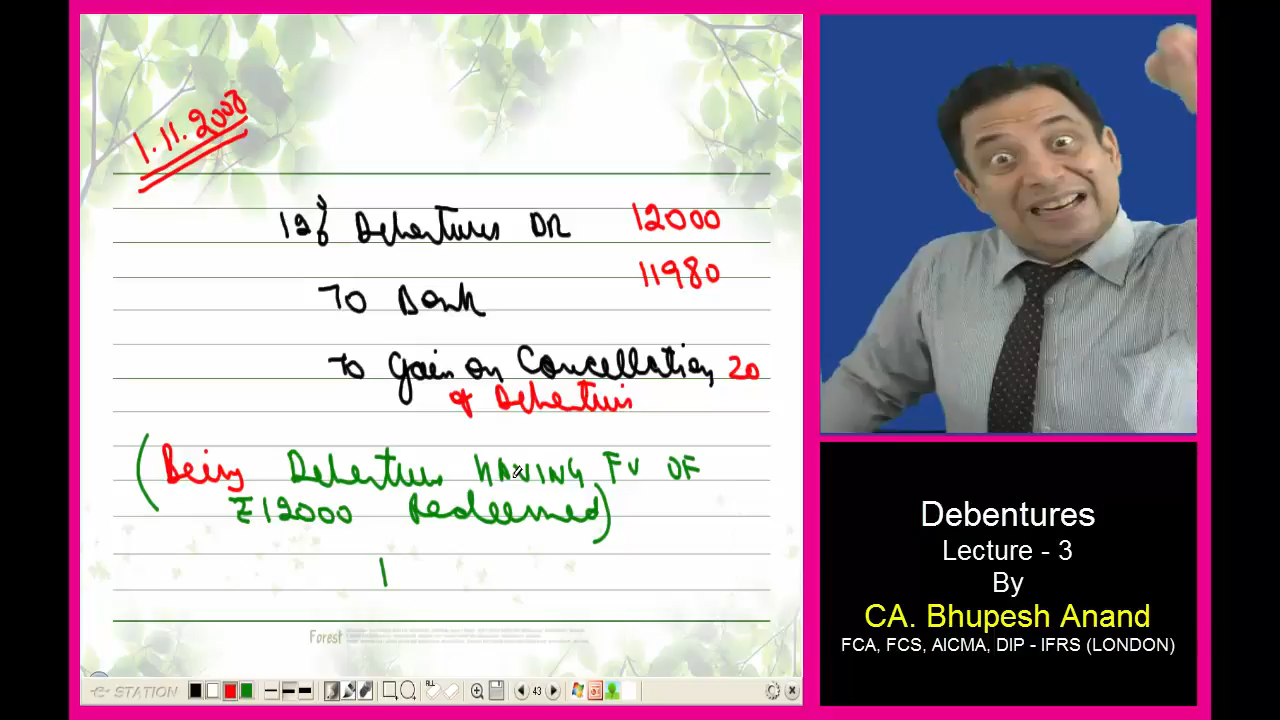 1.11.2008
12% Debentures DR 12000
11980
To Bank
To Gain on Cancellation 20
of Debentures
(Being Debentures HAVING FV OF
₹12000 Redeemed)
Forest
e-STATION
ALL
43
Debentures
Lecture - 3
By
CA. Bhupesh Anand
FCA, FCS, AICMA, DIP - IFRS (LONDON)